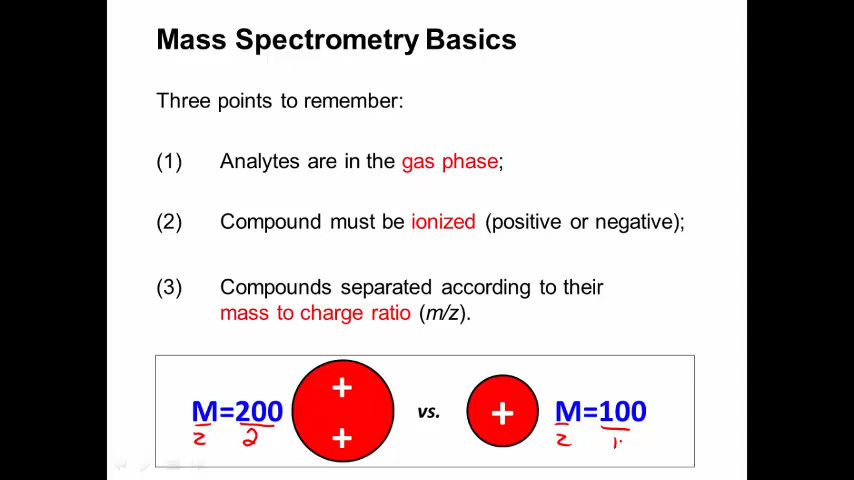 Mass Spectrometry Basics
Three points to remember:
(1) Analytes are in the gas phase;
(2) Compound must be ionized (positive or negative);
(3) Compounds separated according to their
mass to charge ratio (m/z).
M=200 + + vs. + M=100
z 2 z 1